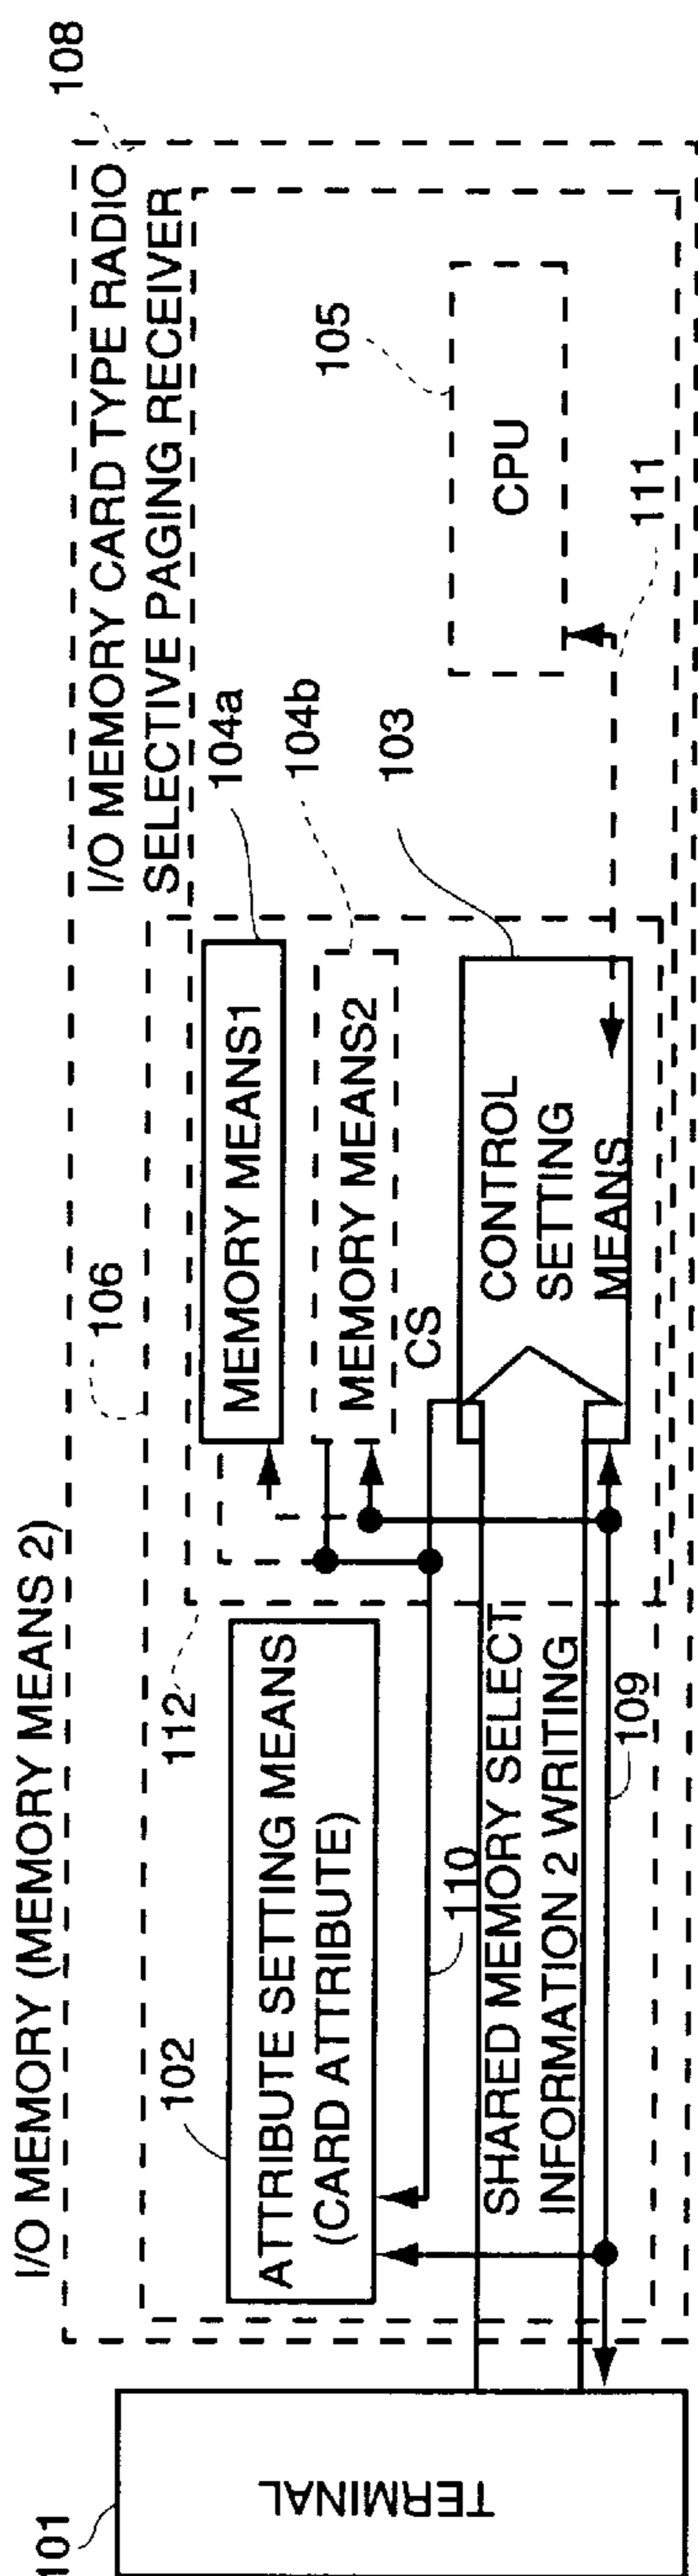 I/O MEMORY (MEMORY MEANS 2)
108
I/O MEMORY CARD TYPE RADIO
SELECTIVE PAGING RECEIVER
106
112
102
ATTRIBUTE SETTING MEANS
(CARD ATTRIBUTE)
104a
MEMORY MEANS1
104b
MEMORY MEANS2
CS
103
CONTROL
SETTING
MEANS
105
CPU
111
110
SHARED MEMORY SELECT
INFORMATION 2 WRITING
109
101
TERMINAL